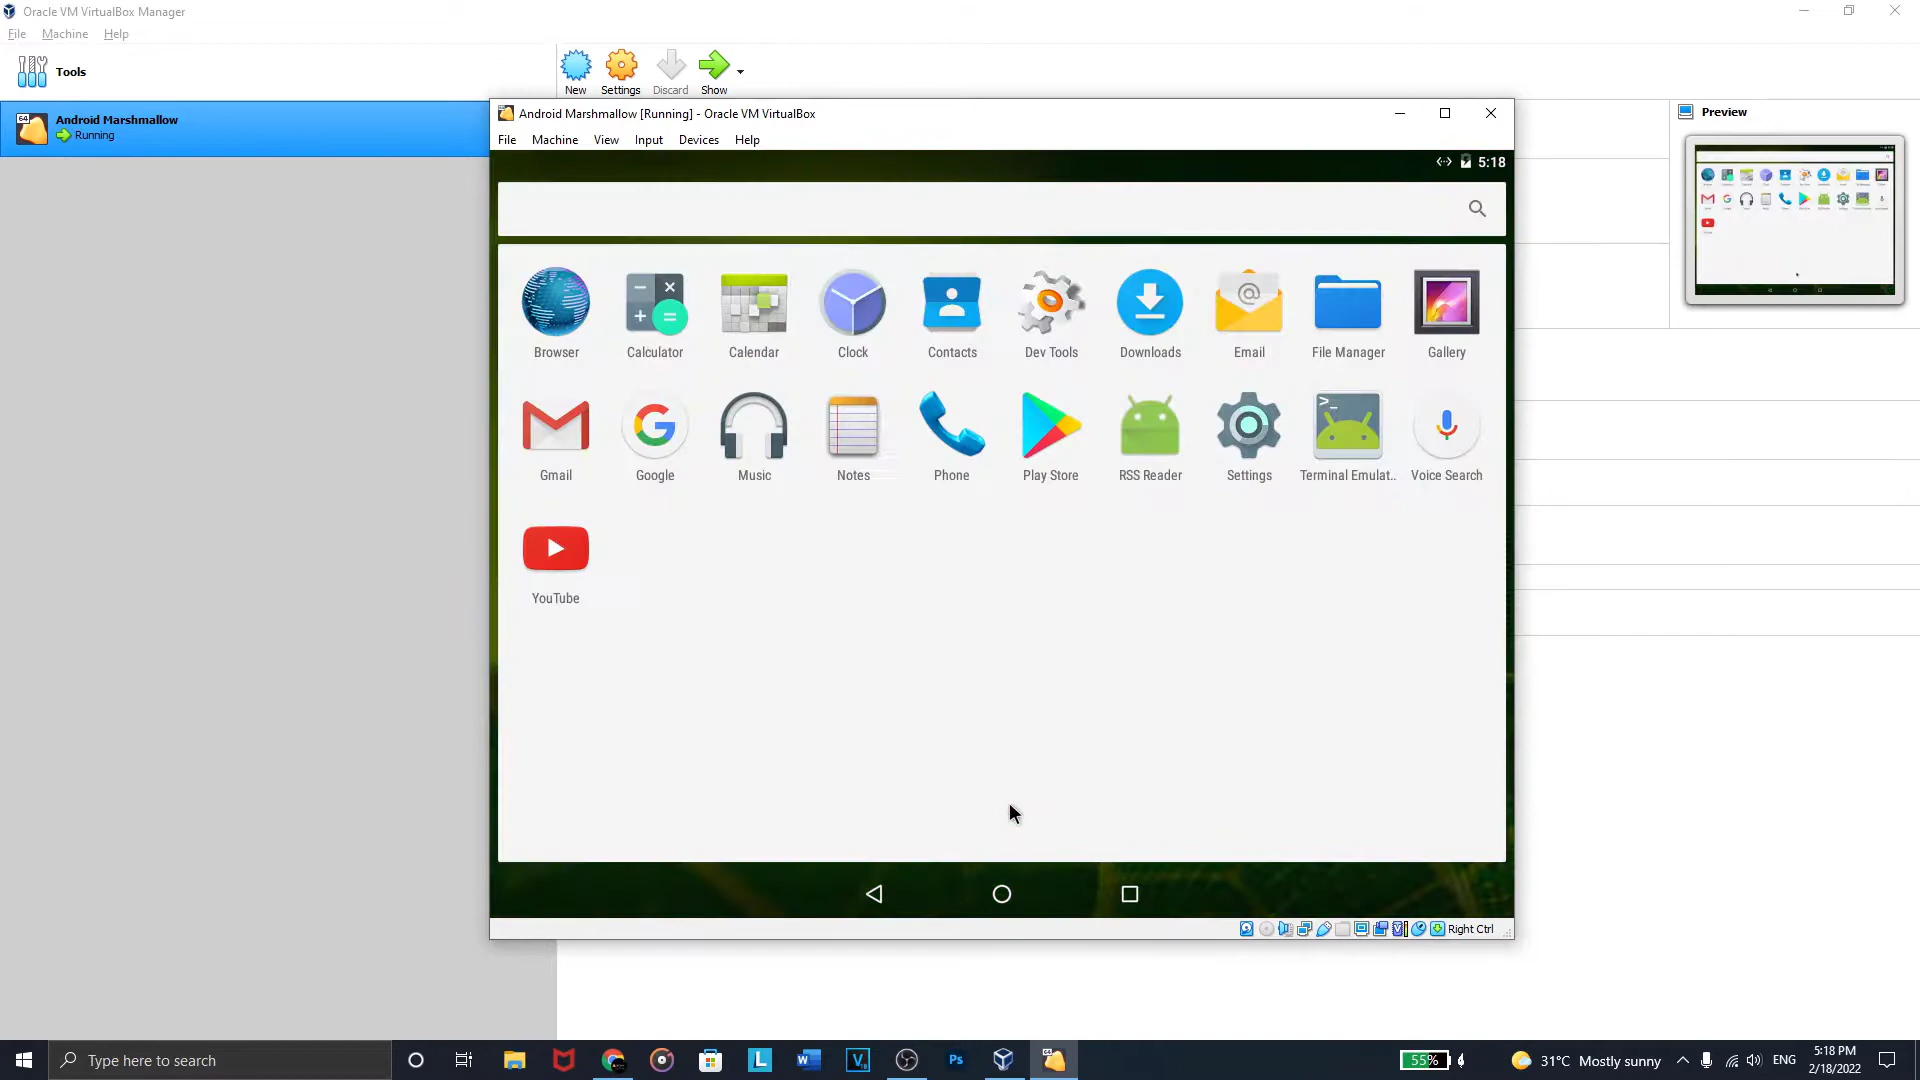 Oracle VM VirtualBox Manager
File Machine Help
Tools
New Settings Discard Show
64
Android Marshmallow
Running
Preview
Android Marshmallow [Running] - Oracle VM VirtualBox
File Machine View Input Devices Help
5:18
Browser Calculator Calendar Clock Contacts Dev Tools Downloads Email File Manager Gallery
Gmail Google Music Notes Phone Play Store RSS Reader Settings Terminal Emulat.. Voice Search
YouTube
Right Ctrl
Type here to search
55%
31°C Mostly sunny
ENG
5:18 PM
2/18/2022